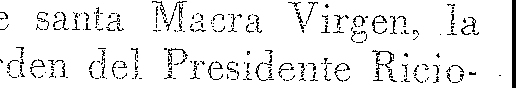 e santa Macra Virgen, la
rden del Presidente Ricio-